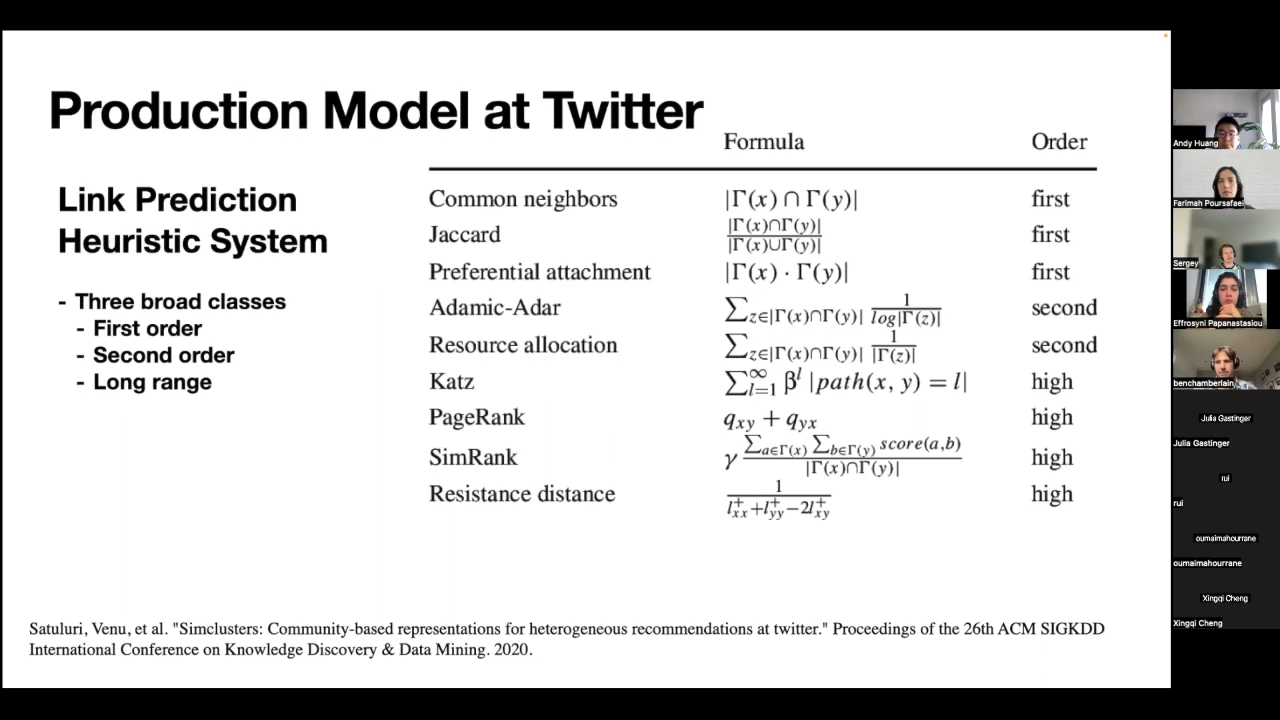 Production Model at Twitter
Link Prediction
Heuristic System
- Three broad classes
- First order
- Second order
- Long range
Formula Order
Common neighbors |Γ(x) ∩ Γ(y)| first
Jaccard |Γ(x)∩Γ(y)| / |Γ(x)∪Γ(y)| first
Preferential attachment |Γ(x) · Γ(y)| first
Adamic-Adar ∑z∈|Γ(x)∩Γ(y)| 1 / log|Γ(z)| second
Resource allocation ∑z∈|Γ(x)∩Γ(y)| 1 / |Γ(z)| second
Katz ∑∞l=1 βl |path(x, y) = l| high
PageRank qxy + qyx high
SimRank γ ∑a∈Γ(x) ∑b∈Γ(y) score(a,b) / |Γ(x)∩Γ(y)| high
Resistance distance 1 / l+xx+l+yy−2l+xy high
Satuluri, Venu, et al. "Simclusters: Community-based representations for heterogeneous recommendations at twitter." Proceedings of the 26th ACM SIGKDD
International Conference on Knowledge Discovery & Data Mining. 2020.
Andy Huang
Farimah Poursafaei
Sergey
Effrosyni Papanastasiou
benchamberlain
Julia Gastinger
Julia Gastinger
rui
rui
oumaimahourrane
oumaimahourrane
Xingqi Cheng
Xingqi Cheng